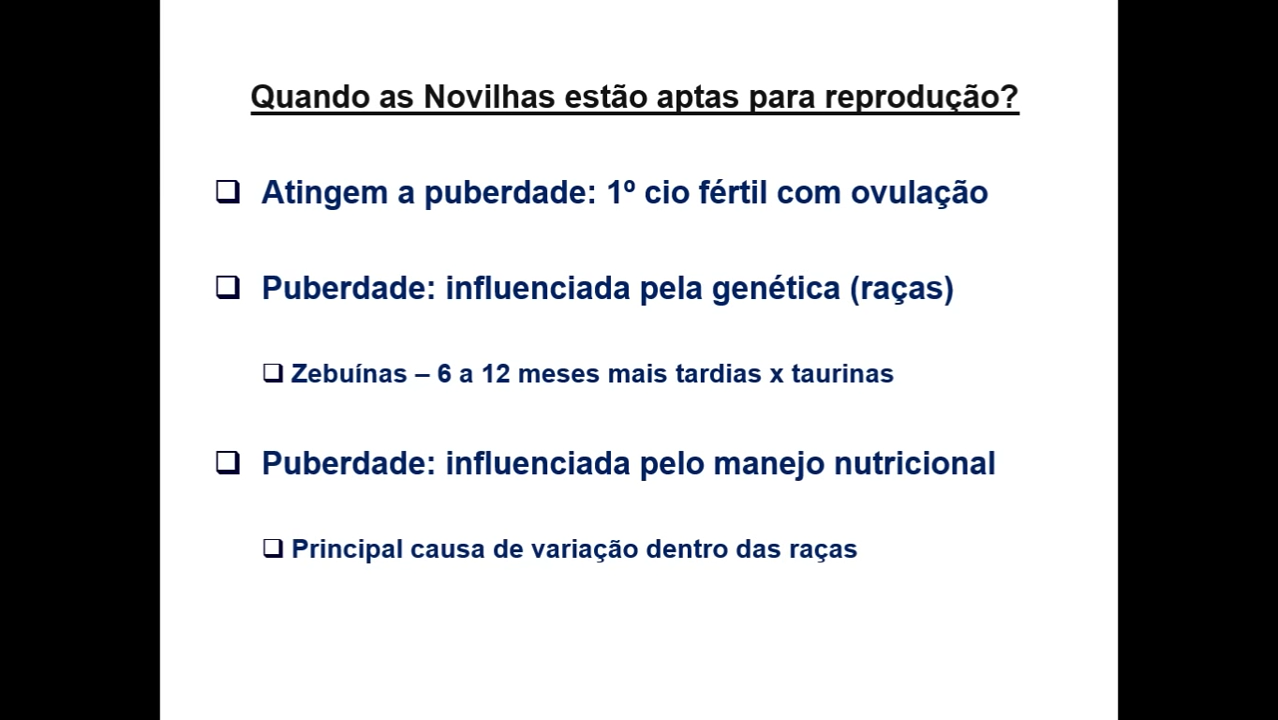 Quando as Novilhas estão aptas para reprodução?
Atingem a puberdade: 1º cio fértil com ovulação
Puberdade: influenciada pela genética (raças)
Zebuínas – 6 a 12 meses mais tardias x taurinas
Puberdade: influenciada pelo manejo nutricional
Principal causa de variação dentro das raças